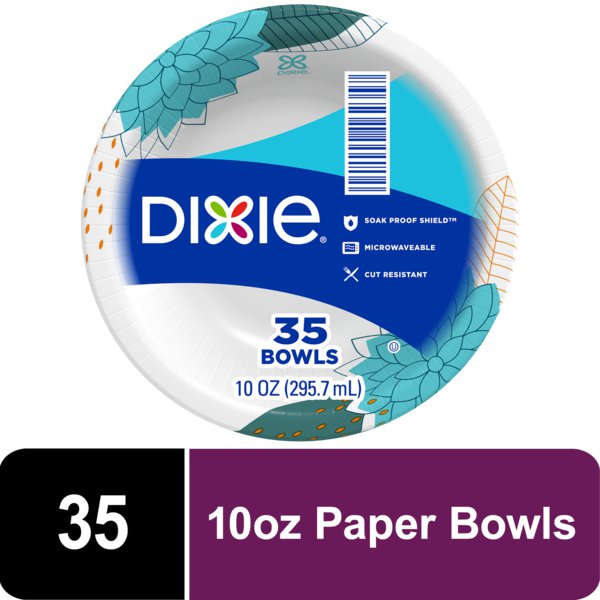 DIXIE®
DIXIE®
SOAK PROOF SHIELD™
MICROWAVEABLE
CUT RESISTANT
35
BOWLS
10 OZ (295.7 mL)
35
10oz Paper Bowls